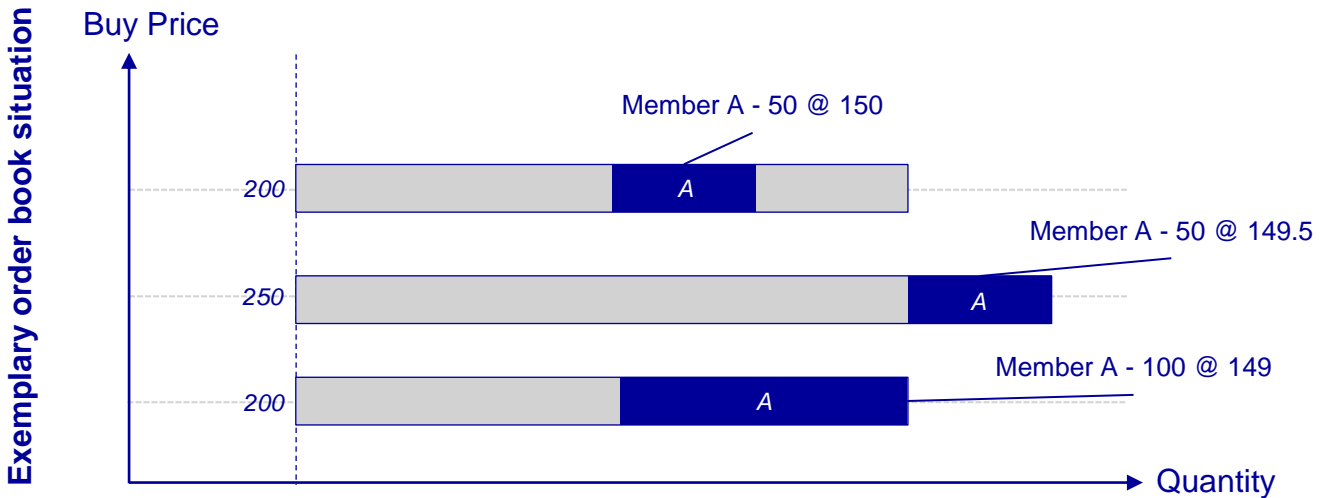 Exemplary order book situation
Buy Price
Member A - 50 @ 150
200
A
Member A - 50 @ 149.5
250
A
Member A - 100 @ 149
200
A
Quantity